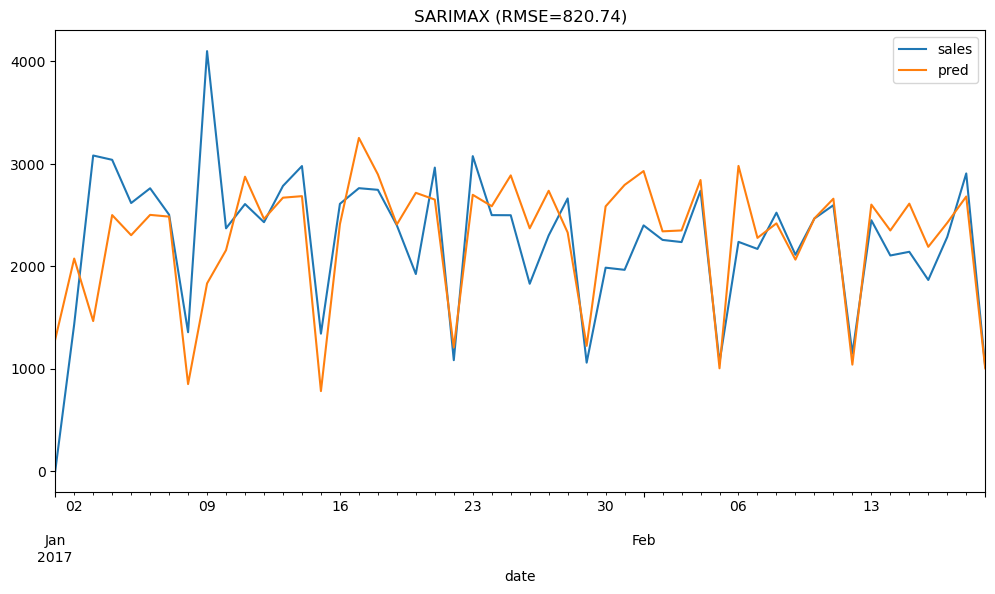 SARIMAX (RMSE=820.74)
sales
pred
4000
3000
2000
1000
0
02 09 16 23 30 06 13
Jan Feb
2017
date